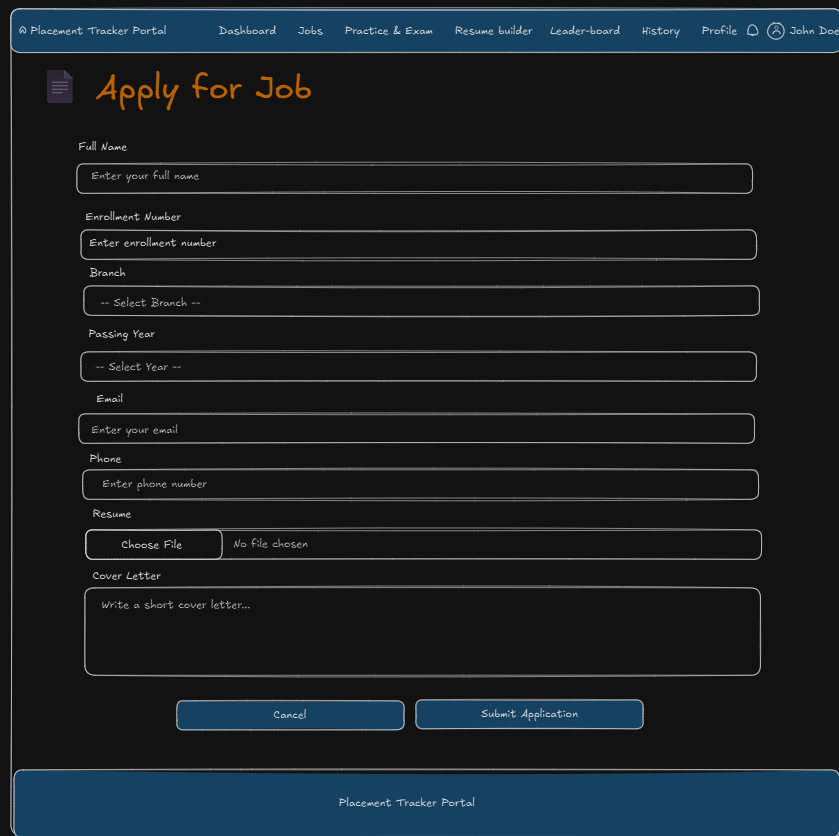 Placement Tracker Portal Dashboard Jobs Practice & Exam Resume builder Leader-board History Profile John Doe
Apply for Job
Full Name
Enter your full name
Enrollment Number
Enter enrollment number
Branch
-- Select Branch --
Passing Year
-- Select Year --
Email
Enter your email
Phone
Enter phone number
Resume
Choose File No file chosen
Cover Letter
Write a short cover letter...
Cancel Submit Application
Placement Tracker Portal